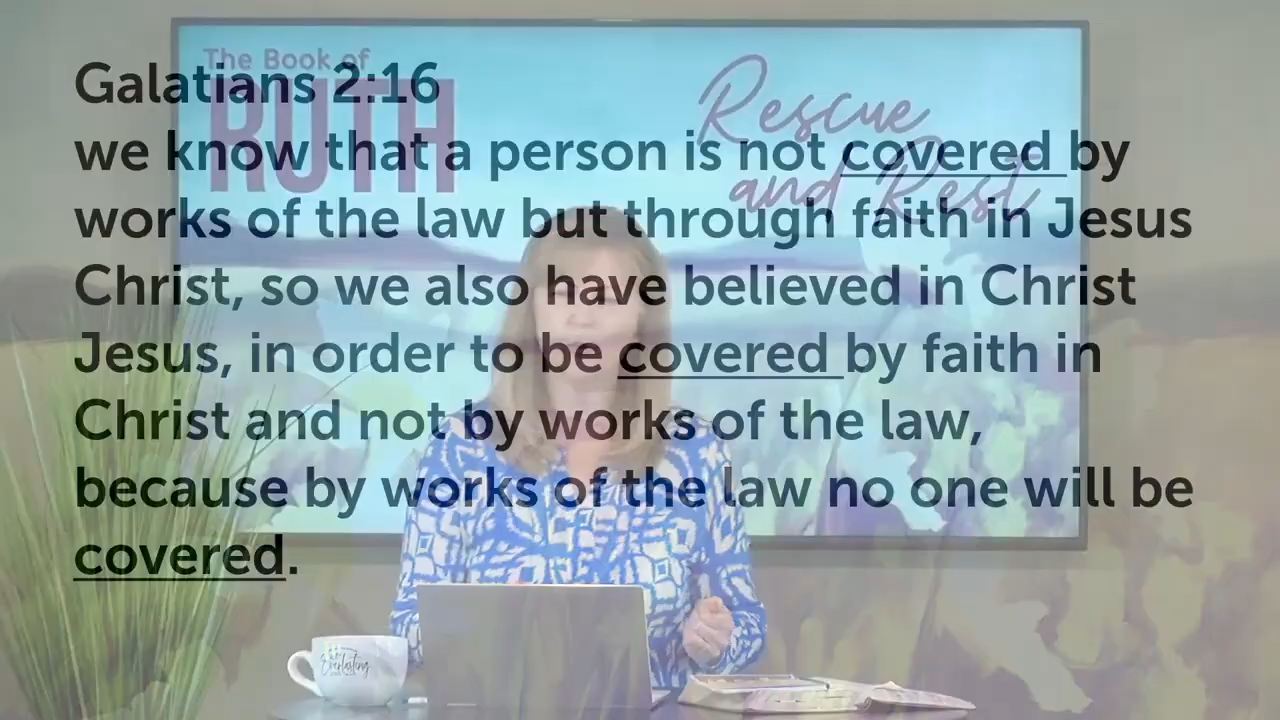 The Book of
RUTH
Rescue
and Rest
Galatians 2:16
we know that a person is not covered by
works of the law but through faith in Jesus
Christ, so we also have believed in Christ
Jesus, in order to be covered by faith in
Christ and not by works of the law,
because by works of the law no one will be
covered.
Everlasting